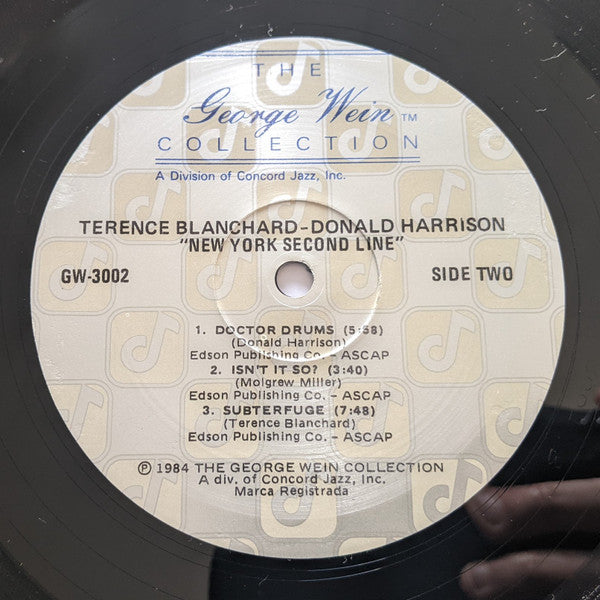 THE
George Wein TM
COLLECTION
A Division of Concord Jazz, Inc.
TERENCE BLANCHARD-DONALD HARRISON
"NEW YORK SECOND LINE"
GW-3002 SIDE TWO
1. DOCTOR DRUMS (5:58)
(Donald Harrison)
Edson Publishing Co. - ASCAP
2. ISN'T IT SO? (3:40)
(Molgrew Miller)
Edson Publishing Co. - ASCAP
3. SUBTERFUGE (7:48)
(Terence Blanchard)
Edson Publishing Co. - ASCAP
Ⓟ 1984 THE GEORGE WEIN COLLECTION
A div. of Concord Jazz, Inc.
Marca Registrada